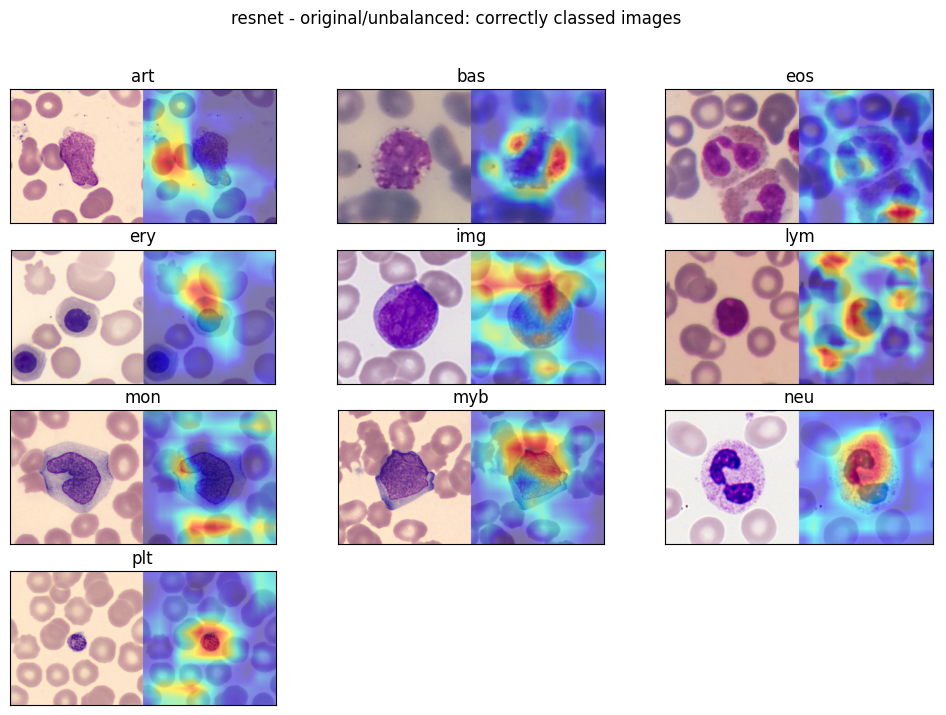 resnet - original/unbalanced: correctly classed images
art
bas
eos
ery
img
lym
mon
myb
neu
plt